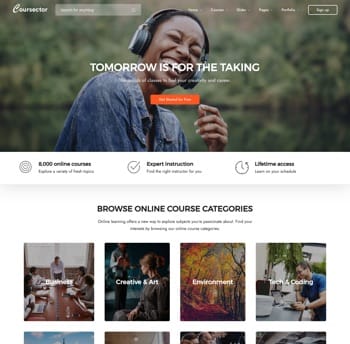 Coursector
Search for anything
Home Courses Slides Pages Portfolio Sign up
TOMORROW IS FOR THE TAKING
of classes to fuel your creativity and career.
Get Started for Free
8,000 online courses
Explore a variety of fresh topics
Expert instruction
Find the right instructor for you
Lifetime access
Learn on your schedule
BROWSE ONLINE COURSE CATEGORIES
Online learning offers a new way to explore subjects you're passionate about. Find your
interests by browsing our online course categories:
Business
Creative & Art
Environment
Tech & Coding